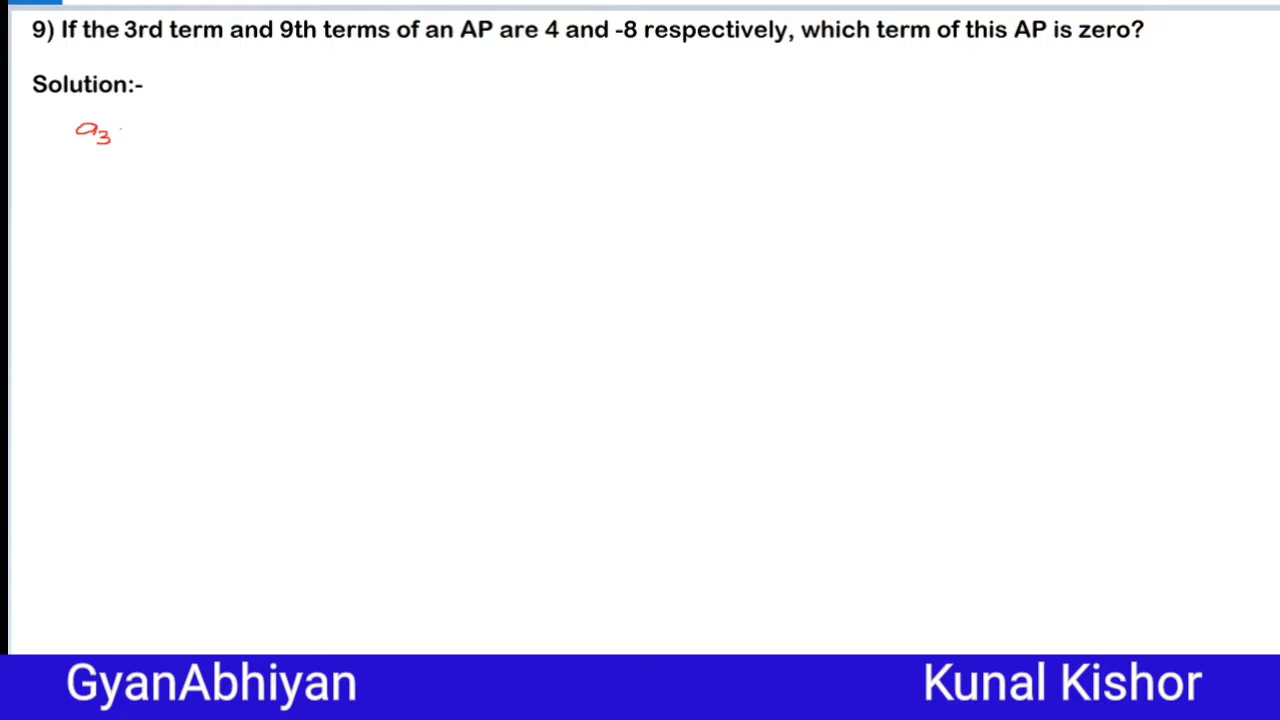 9) If the 3rd term and 9th terms of an AP are 4 and -8 respectively, which term of this AP is zero?
Solution:-
a₃
GyanAbhiyan
Kunal Kishor